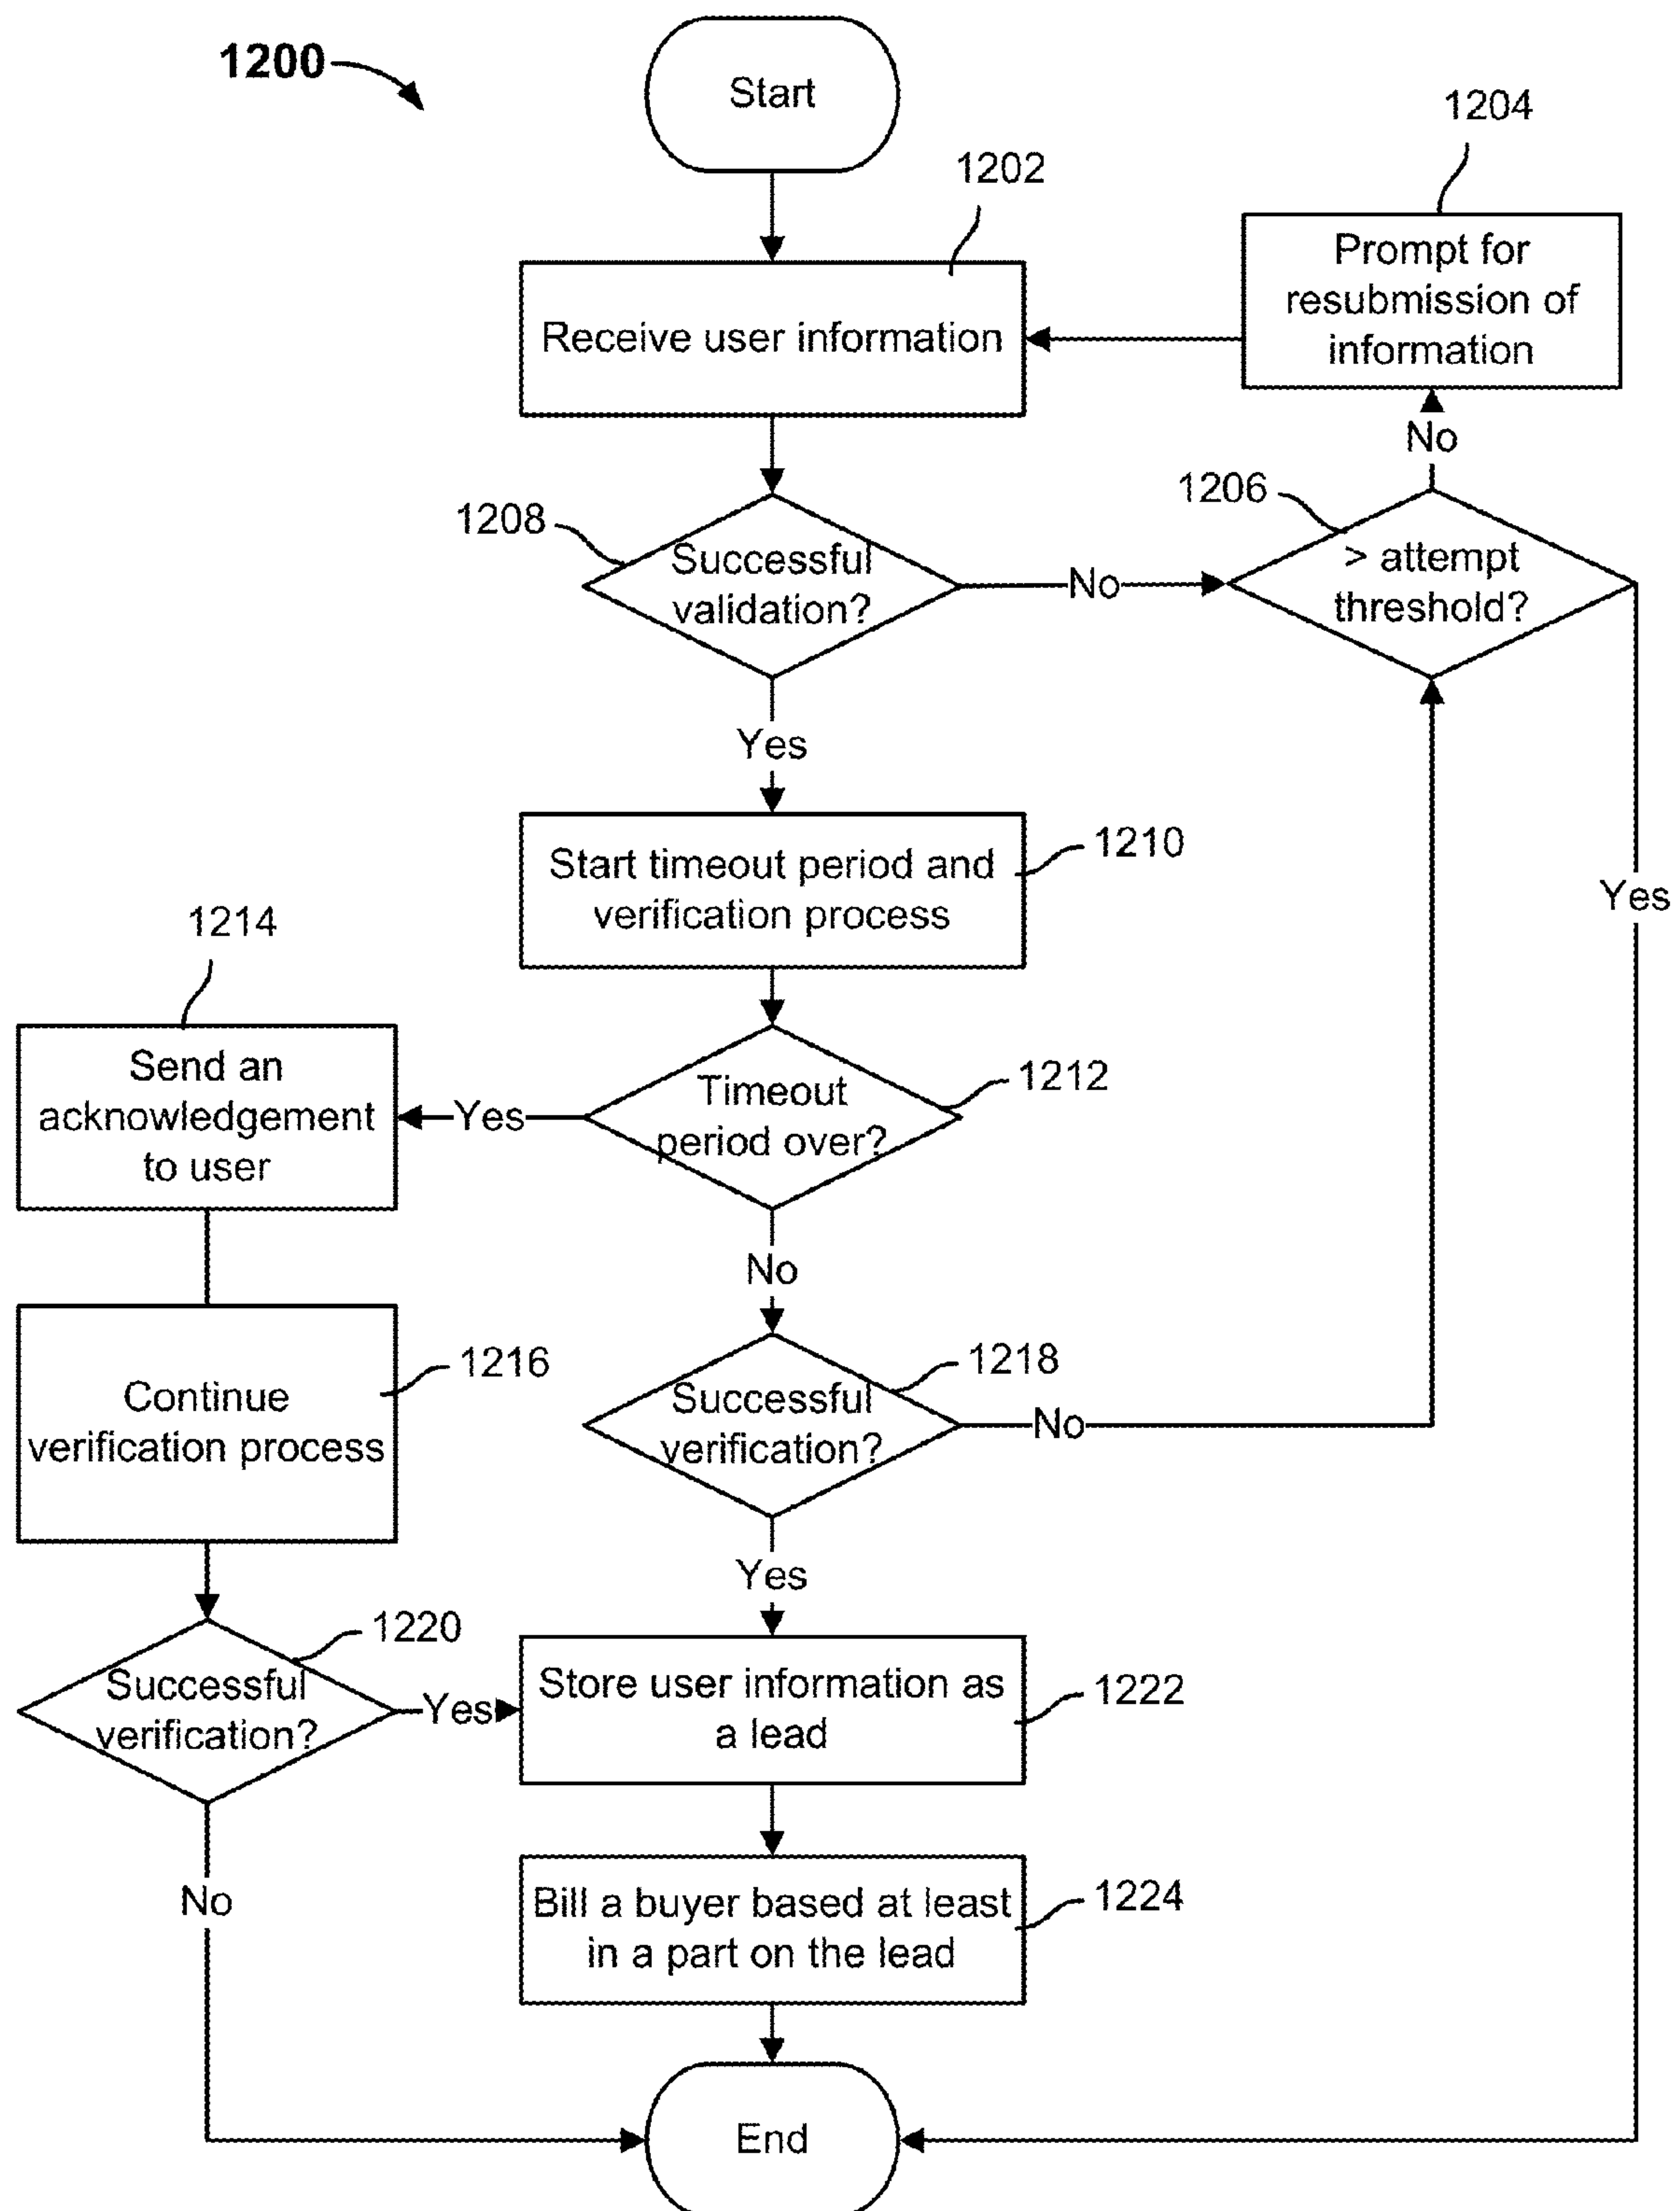 1200
Start
1204
1202
Prompt for
resubmission of
information
Receive user information
No
1206
1208
Successful
validation?
No
> attempt
threshold?
Yes
1210
Start timeout period and
verification process
Yes
1214
Send an
acknowledgement
to user
Yes
Timeout
period over?
1212
No
1216
Continue
verification process
1218
Successful
verification?
No
Yes
1220
Successful
verification?
Yes
Store user information as
a lead
1222
No
Bill a buyer based at least
in a part on the lead
1224
End